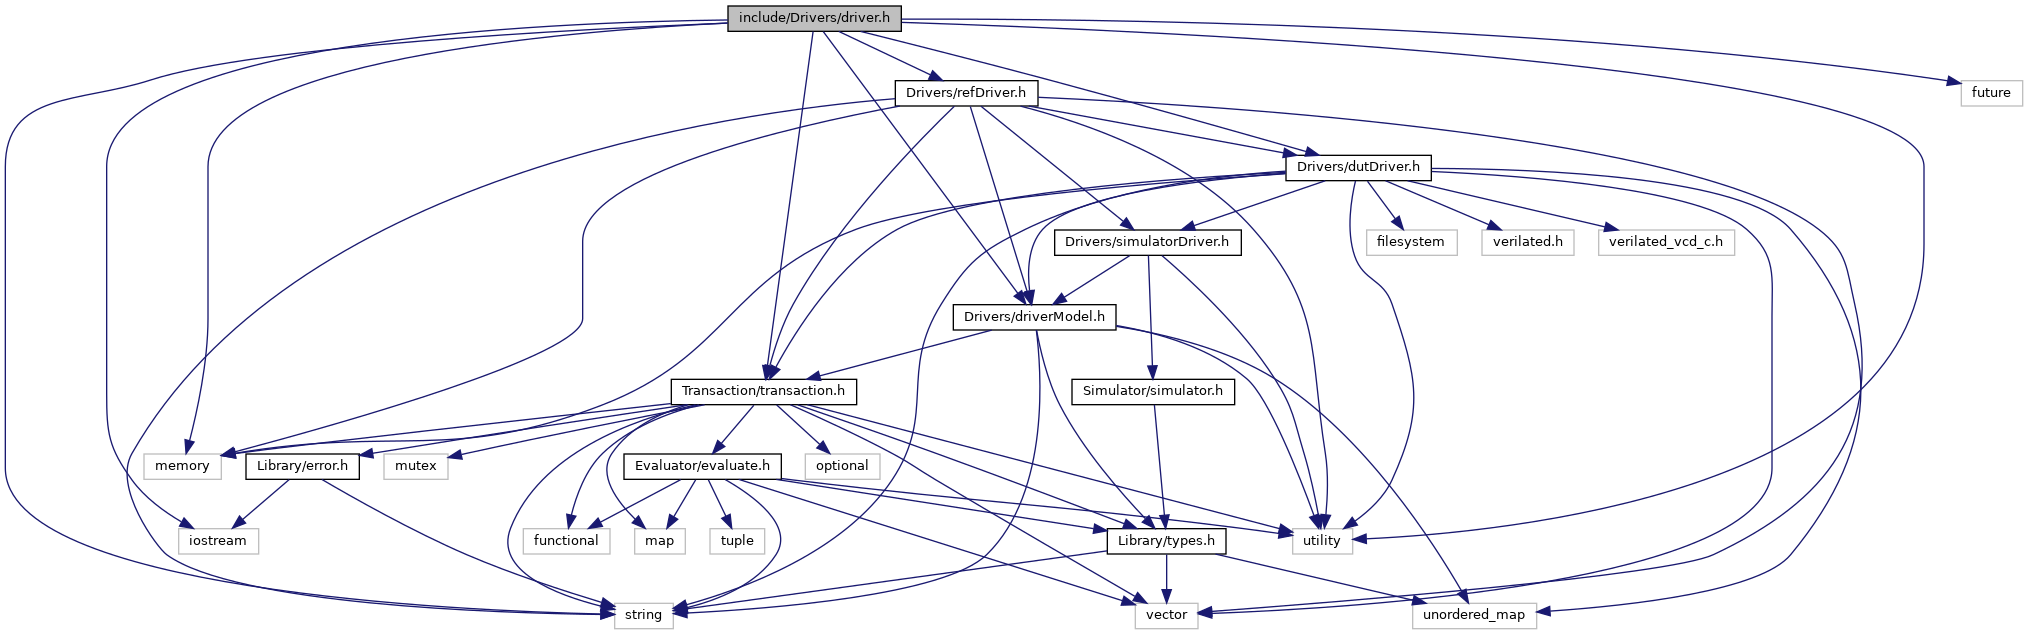 include/Drivers/driver.h
Drivers/refDriver.h
future
Drivers/dutDriver.h
Drivers/simulatorDriver.h
filesystem
verilated.h
verilated_vcd_c.h
Drivers/driverModel.h
Transaction/transaction.h
Simulator/simulator.h
memory
Library/error.h
mutex
Evaluator/evaluate.h
optional
iostream
functional
map
tuple
Library/types.h
utility
string
vector
unordered_map